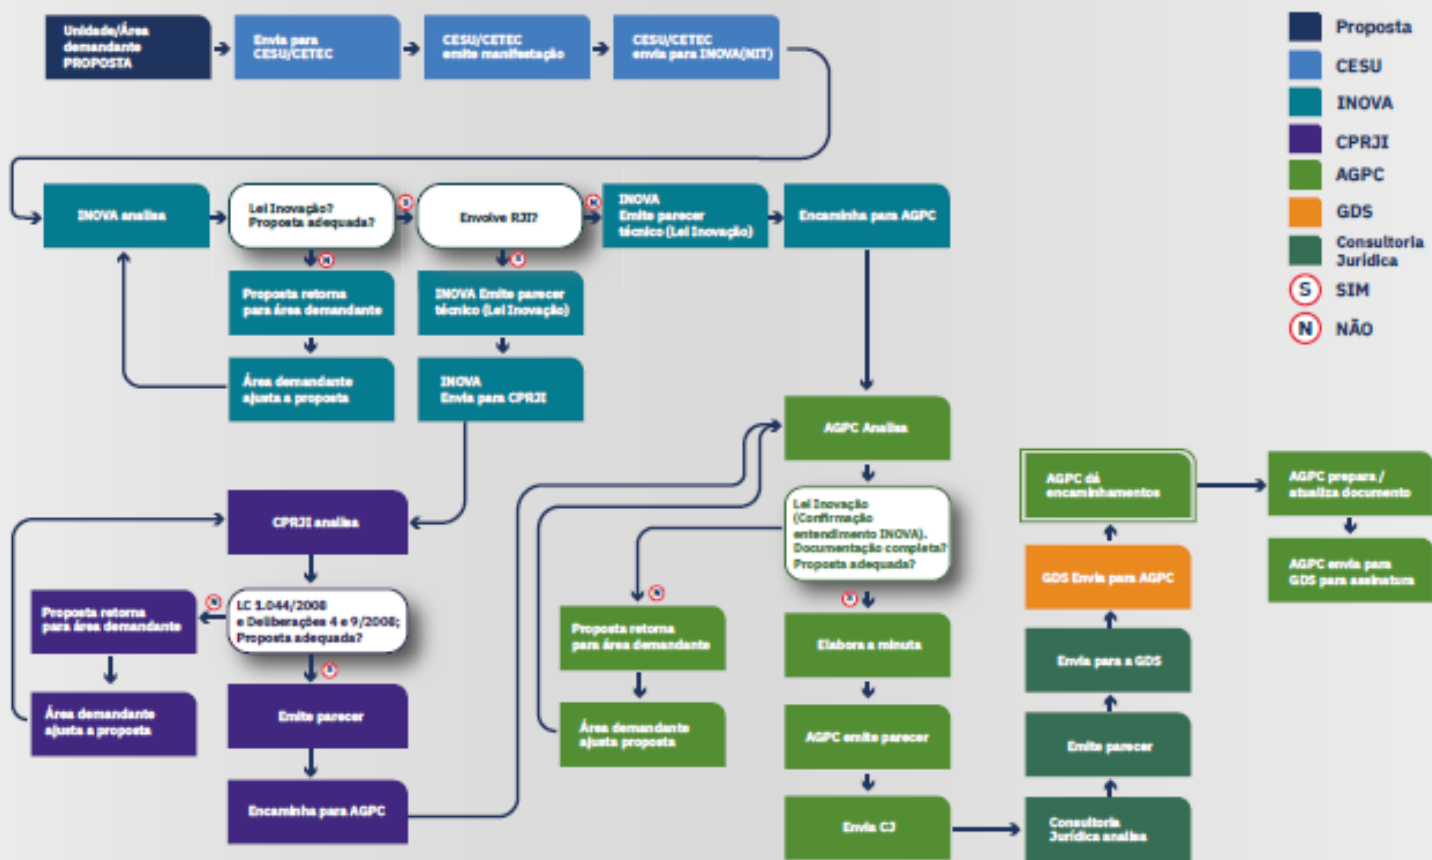 Unidade/Área
demandante
PROPOSTA
Envia para
CESU/CETEC
CESU/CETEC
emite manifestação
CESU/CETEC
envia para INOVA(NIT)
Proposta
CESU
INOVA
CPRJI
AGPC
GDS
Consultoria
Jurídica
S SIM
N NÃO
INOVA analisa
Lei Inovação?
Proposta adequada?
S
Envolve RJI?
N
INOVA
Emite parecer
técnico (Lei Inovação)
Encaminha para AGPC
N
S
Proposta retorna
para área demandante
INOVA Emite parecer
técnico (Lei Inovação)
Área demandante
ajusta a proposta
INOVA
Envia para CPRJI
AGPC Analisa
Lei Inovação
(Confirmação
entendimento INOVA).
Documentação completa?
Proposta adequada?
N
S
CPRJI analisa
LC 1.044/2008
e Deliberações 4 e 9/2008;
Proposta adequada?
N
S
Proposta retorna
para área demandante
Área demandante
ajusta a proposta
Emite parecer
Encaminha para AGPC
Proposta retorna
para área demandante
Área demandante
ajusta proposta
Elabora a minuta
AGPC emite parecer
Envia CJ
Consultoria
Jurídica analisa
Emite parecer
Envia para a GDS
GDS Envia para AGPC
AGPC dá
encaminhamentos
AGPC prepara /
atualiza documento
AGPC envia para
GDS para assinatura